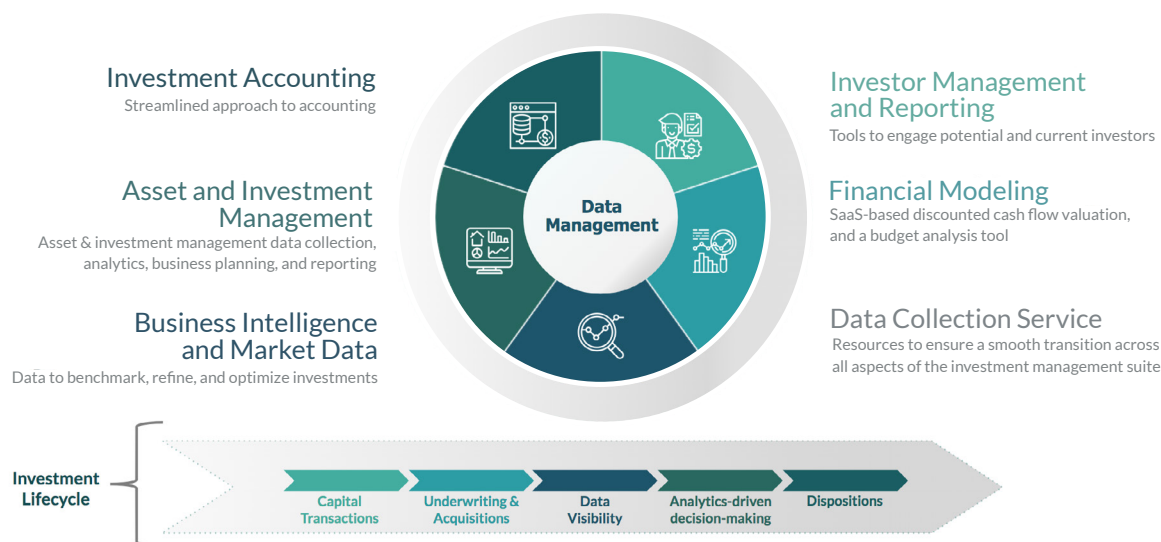 Investment Accounting
Streamlined approach to accounting
Asset and Investment
Management
Asset & investment management data collection,
analytics, business planning, and reporting
Business Intelligence
and Market Data
Data to benchmark, refine, and optimize investments
Data
Management
Investor Management
and Reporting
Tools to engage potential and current investors
Financial Modeling
SaaS-based discounted cash flow valuation,
and a budget analysis tool
Data Collection Service
Resources to ensure a smooth transition across
all aspects of the investment management suite
Investment
Lifecycle
Capital
Transactions
Underwriting &
Acquisitions
Data
Visibility
Analytics-driven
decision-making
Dispositions